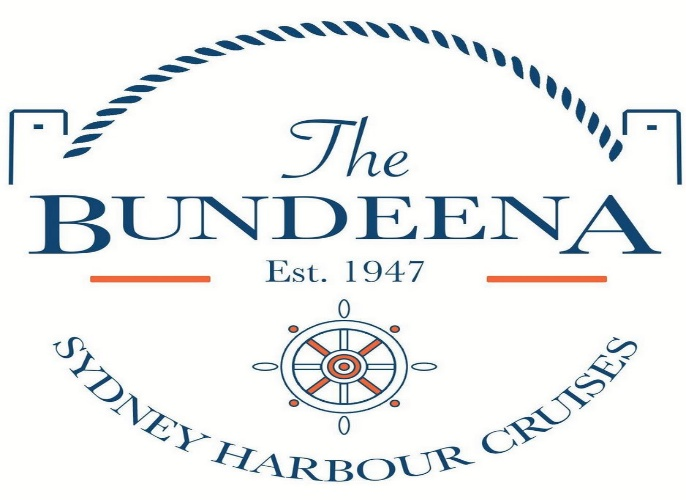 The
BUNDEENA
Est. 1947
SYDNEY HARBOUR CRUISES